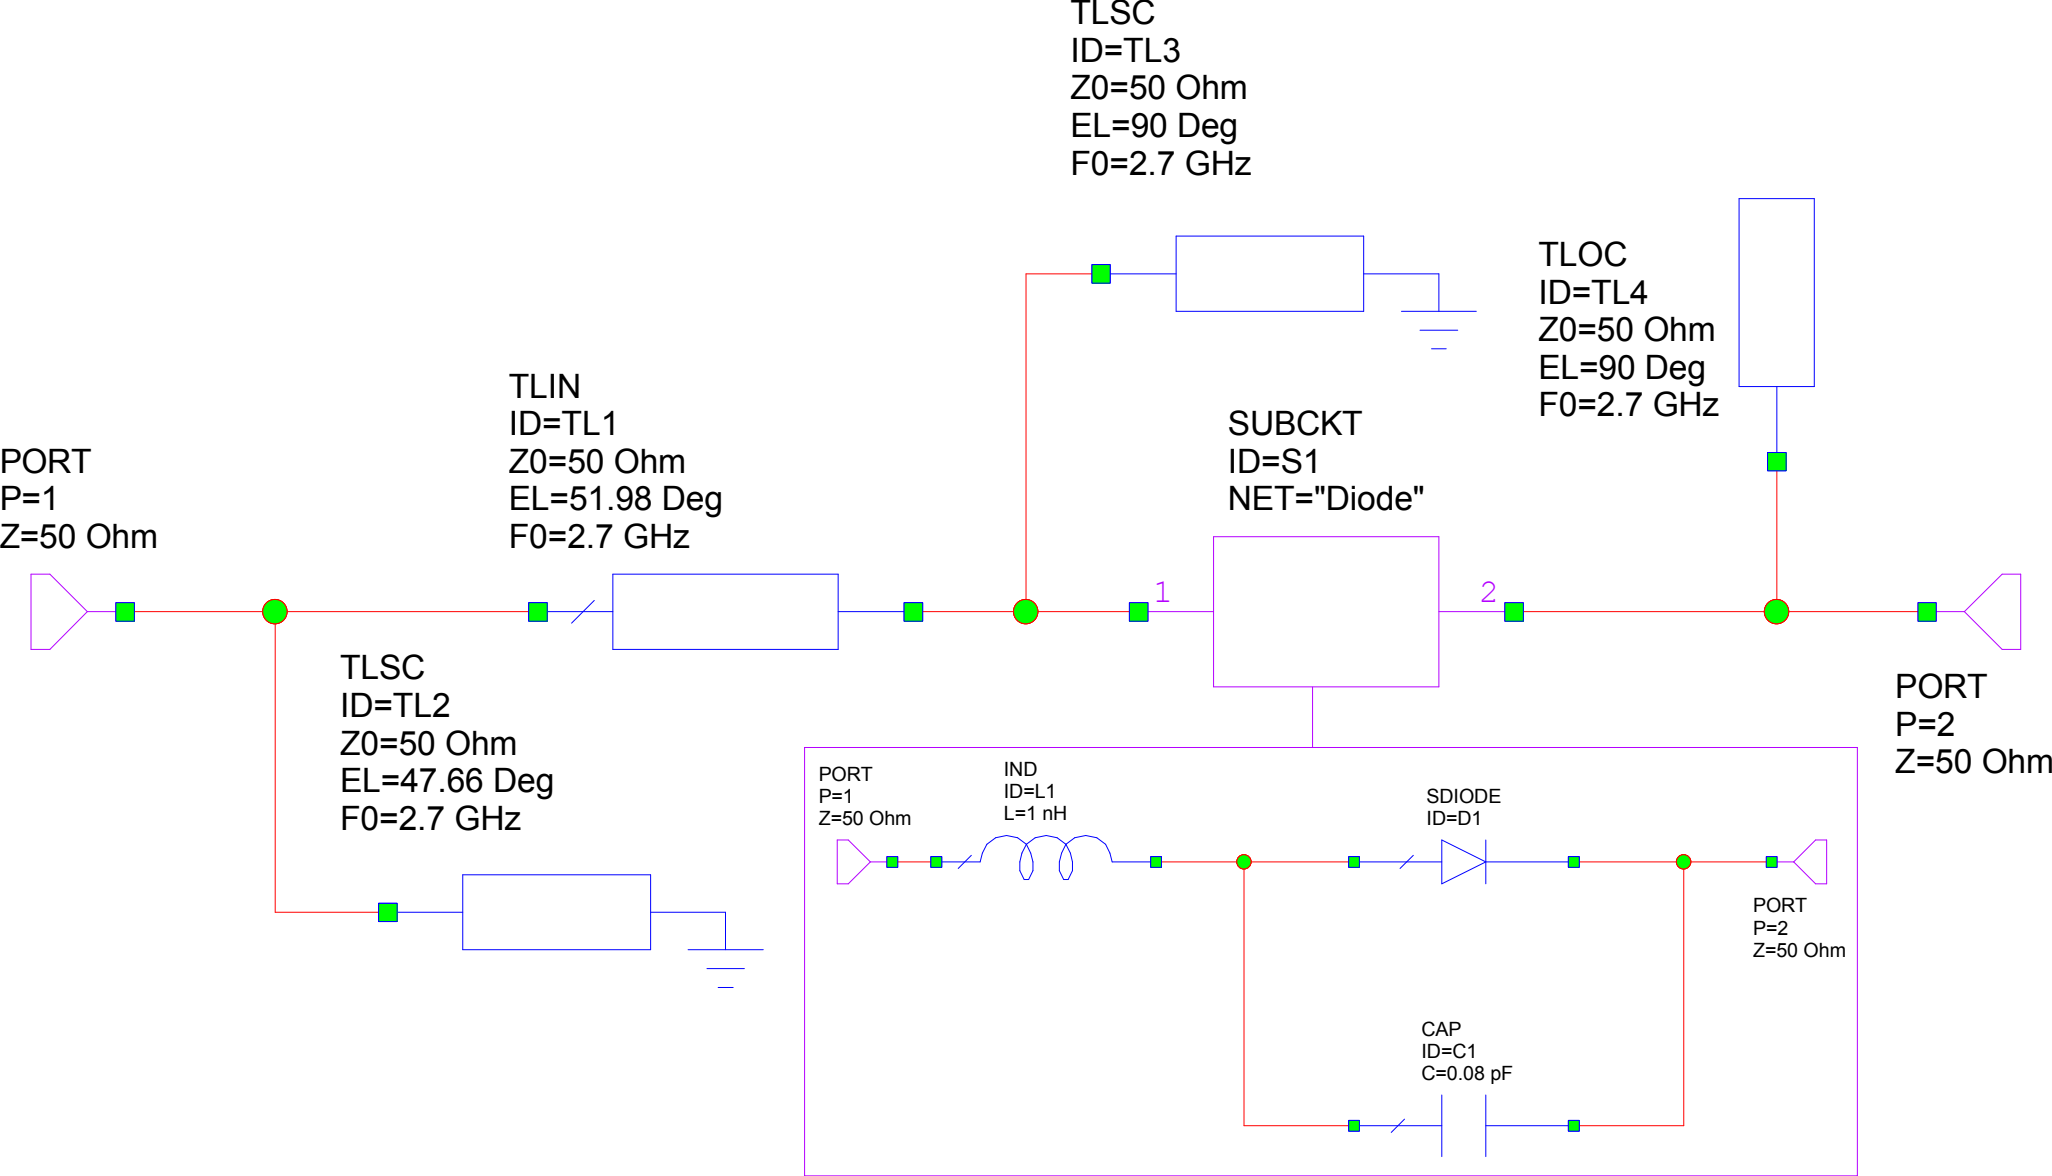 TLSC
ID=TL3
Z0=50 Ohm
EL=90 Deg
F0=2.7 GHz
TLOC
ID=TL4
Z0=50 Ohm
EL=90 Deg
F0=2.7 GHz
TLIN
ID=TL1
Z0=50 Ohm
EL=51.98 Deg
F0=2.7 GHz
SUBCKT
ID=S1
NET="Diode"
PORT
P=1
Z=50 Ohm
1
2
TLSC
ID=TL2
Z0=50 Ohm
EL=47.66 Deg
F0=2.7 GHz
PORT
P=2
Z=50 Ohm
PORT
P=1
Z=50 Ohm
IND
ID=L1
L=1 nH
SDIODE
ID=D1
PORT
P=2
Z=50 Ohm
CAP
ID=C1
C=0.08 pF